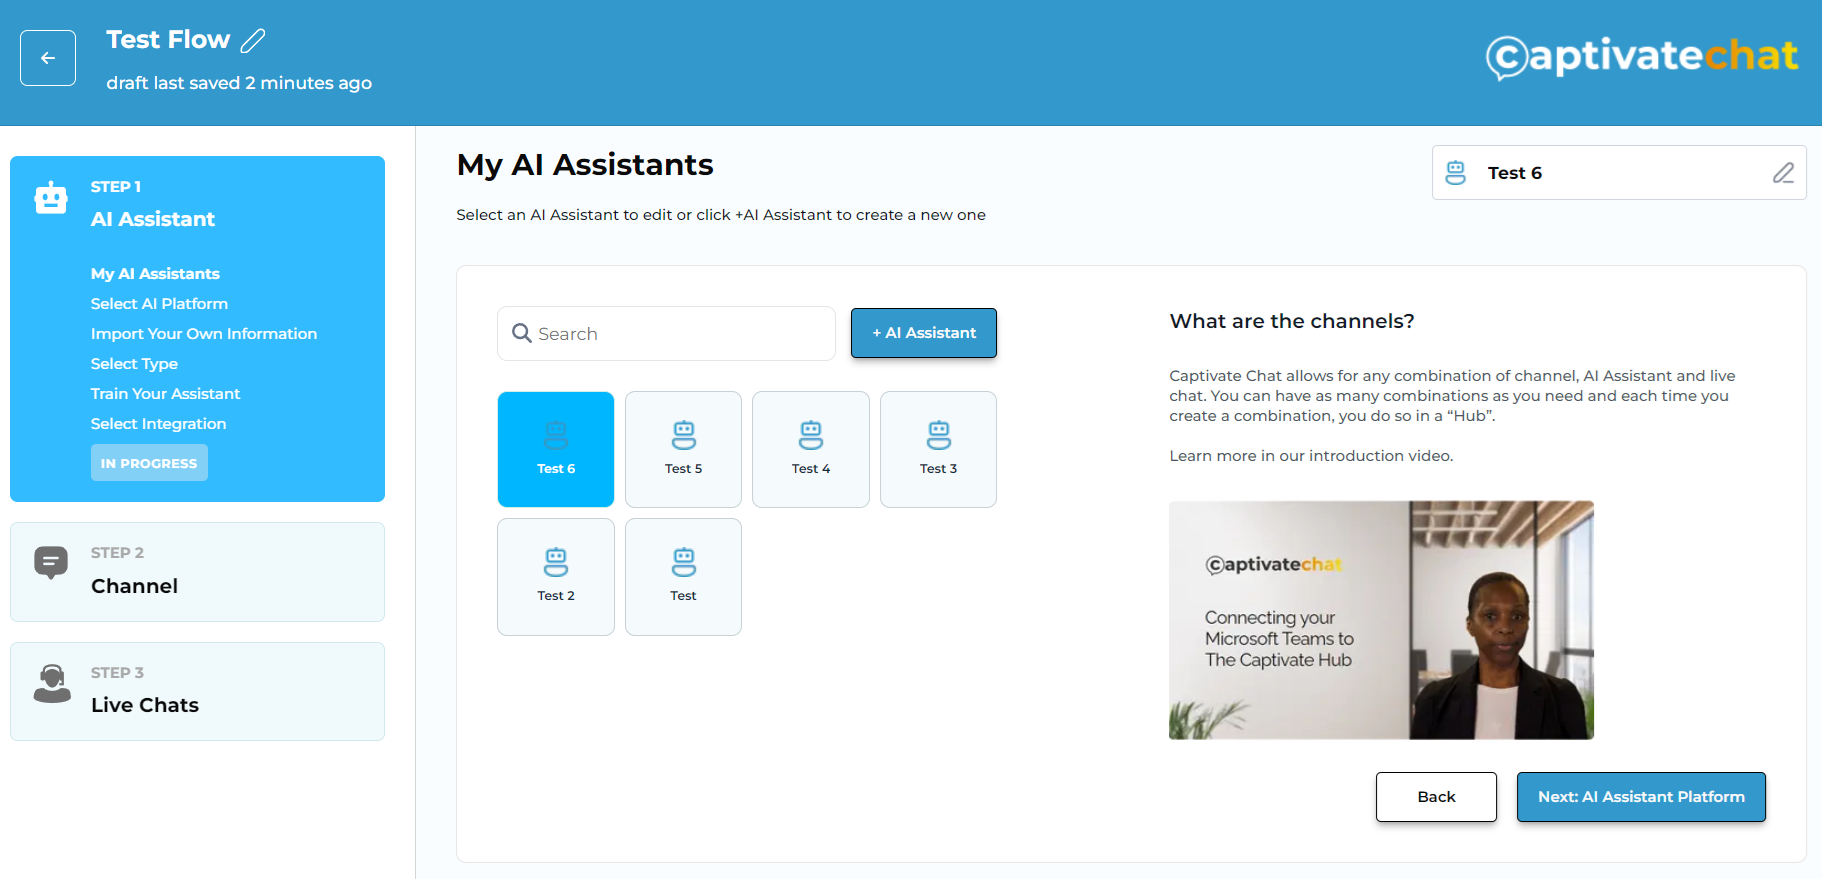 Test Flow
draft last saved 2 minutes ago
captivatechat
STEP 1
AI Assistant
My AI Assistants
Select AI Platform
Import Your Own Information
Select Type
Train Your Assistant
Select Integration
IN PROGRESS
STEP 2
Channel
STEP 3
Live Chats
My AI Assistants
Select an AI Assistant to edit or click +AI Assistant to create a new one
Test 6
Search
+ AI Assistant
Test 6
Test 5
Test 4
Test 3
Test 2
Test
What are the channels?
Captivate Chat allows for any combination of channel, AI Assistant and live
chat. You can have as many combinations as you need and each time you
create a combination, you do so in a “Hub”.
Learn more in our introduction video.
captivatechat
Connecting your
Microsoft Teams to
The Captivate Hub
Back
Next: AI Assistant Platform